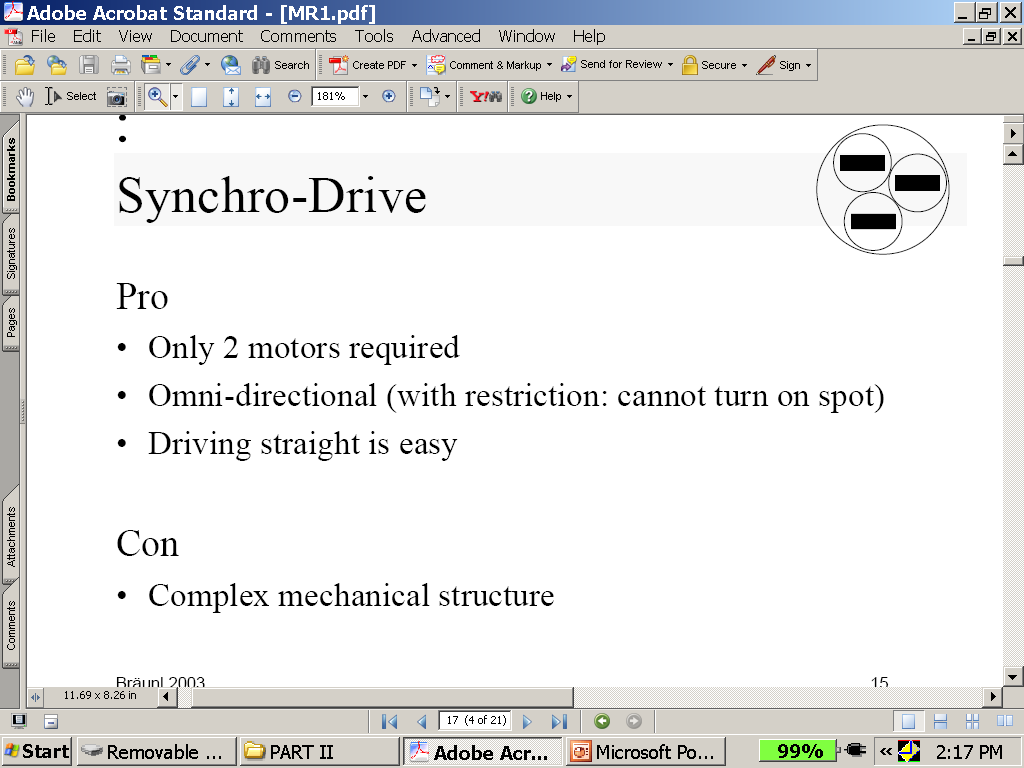 Adobe Acrobat Standard - [MR1.pdf]
File Edit View Document Comments Tools Advanced Window Help
Search Create PDF Comment & Markup Send for Review Secure Sign
Select 181% Y! Help
Bookmarks
Signatures
Pages
Attachments
Comments
Synchro-Drive
Pro
• Only 2 motors required
• Omni-directional (with restriction: cannot turn on spot)
• Driving straight is easy
Con
• Complex mechanical structure
Bräunl 2003 15
11.69 x 8.26 in
17 (4 of 21)
Start Removable ... PART II Adobe Acr... Microsoft Po... 99% « 2:17 PM